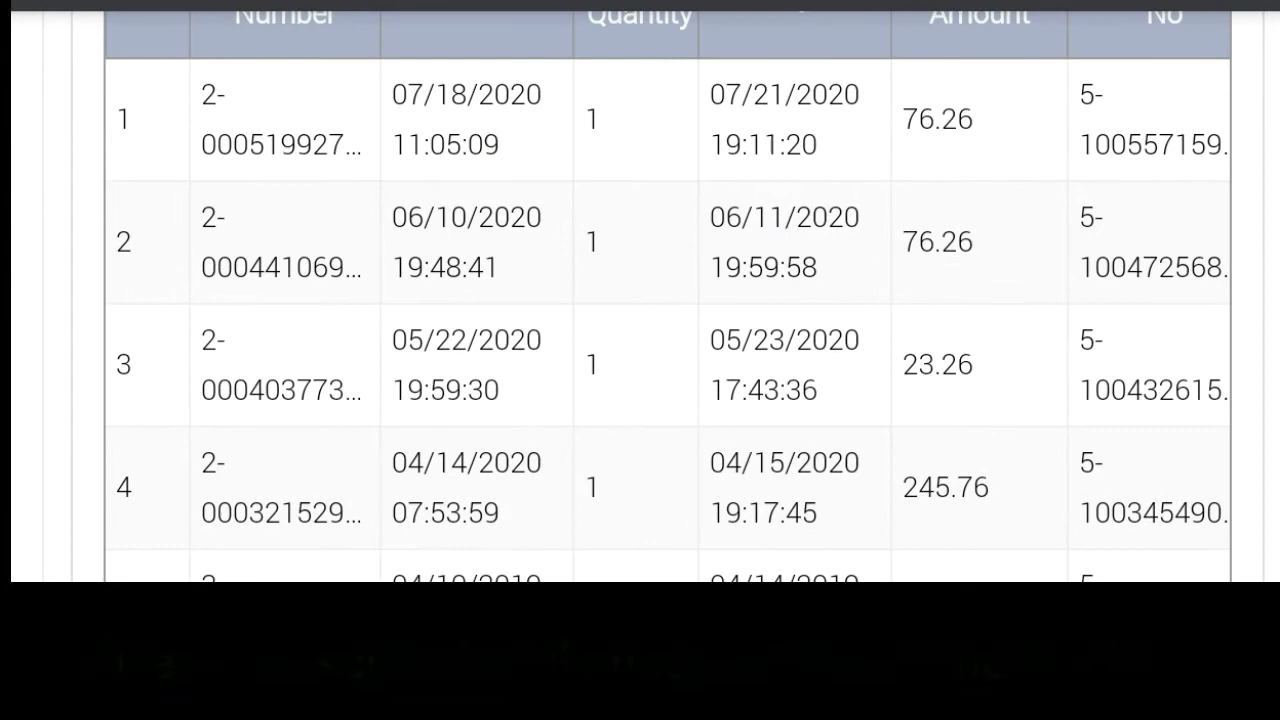 Number Quantity Amount No
1 2-000519927... 07/18/2020 11:05:09 1 07/21/2020 19:11:20 76.26 5-100557159.
2 2-000441069... 06/10/2020 19:48:41 1 06/11/2020 19:59:58 76.26 5-100472568.
3 2-000403773... 05/22/2020 19:59:30 1 05/23/2020 17:43:36 23.26 5-100432615.
4 2-000321529... 04/14/2020 07:53:59 1 04/15/2020 19:17:45 245.76 5-100345490.